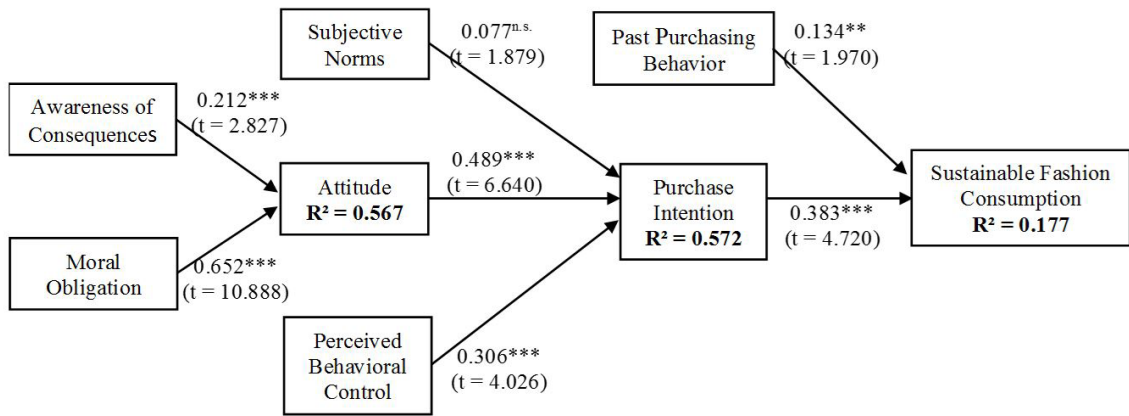 Subjective
Norms
0.077n.s.
(t = 1.879)
Past Purchasing
Behavior
0.134**
(t = 1.970)
Awareness of
Consequences
0.212***
(t = 2.827)
Attitude
R² = 0.567
0.489***
(t = 6.640)
Purchase
Intention
R² = 0.572
0.383***
(t = 4.720)
Sustainable Fashion
Consumption
R² = 0.177
Moral
Obligation
0.652***
(t = 10.888)
Perceived
Behavioral
Control
0.306***
(t = 4.026)